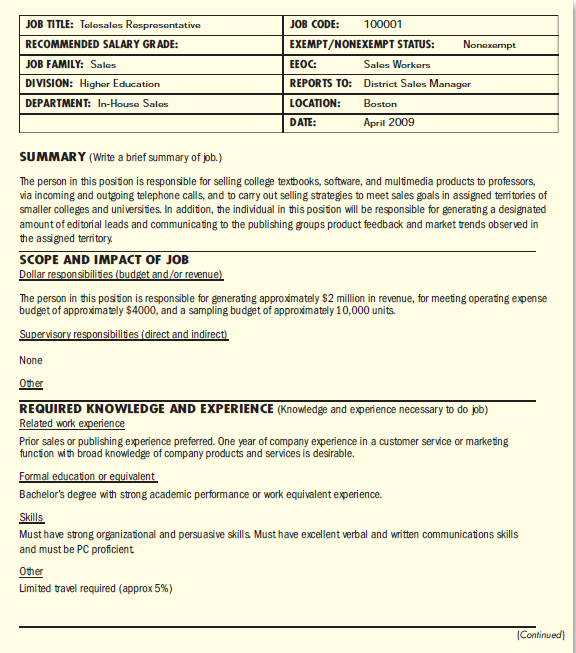 JOB TITLE: Telesales Respresentative JOB CODE: 100001
RECOMMENDED SALARY GRADE: EXEMPT/NONEXEMPT STATUS: Nonexempt
JOB FAMILY: Sales EEOC: Sales Workers
DIVISION: Higher Education REPORTS TO: District Sales Manager
DEPARTMENT: In-House Sales LOCATION: Boston
DATE: April 2009
SUMMARY (Write a brief summary of job.)
The person in this position is responsible for selling college textbooks, software, and multimedia products to professors,
via incoming and outgoing telephone calls, and to carry out selling strategies to meet sales goals in assigned territories of
smaller colleges and universities. In addition, the individual in this position will be responsible for generating a designated
amount of editorial leads and communicating to the publishing groups product feedback and market trends observed in
the assigned territory.
SCOPE AND IMPACT OF JOB
Dollar responsibilities (budget and/or revenue)
The person in this position is responsible for generating approximately $2 million in revenue, for meeting operating expense
budget of approximately $4000, and a sampling budget of approximately 10,000 units.
Supervisory responsibilities (direct and indirect)
None
Other
REQUIRED KNOWLEDGE AND EXPERIENCE (Knowledge and experience necessary to do job)
Related work experience
Prior sales or publishing experience preferred. One year of company experience in a customer service or marketing
function with broad knowledge of company products and services is desirable.
Formal education or equivalent
Bachelor's degree with strong academic performance or work equivalent experience.
Skills
Must have strong organizational and persuasive skills. Must have excellent verbal and written communications skills
and must be PC proficient.
Other
Limited travel required (approx 5%)
(Continued)